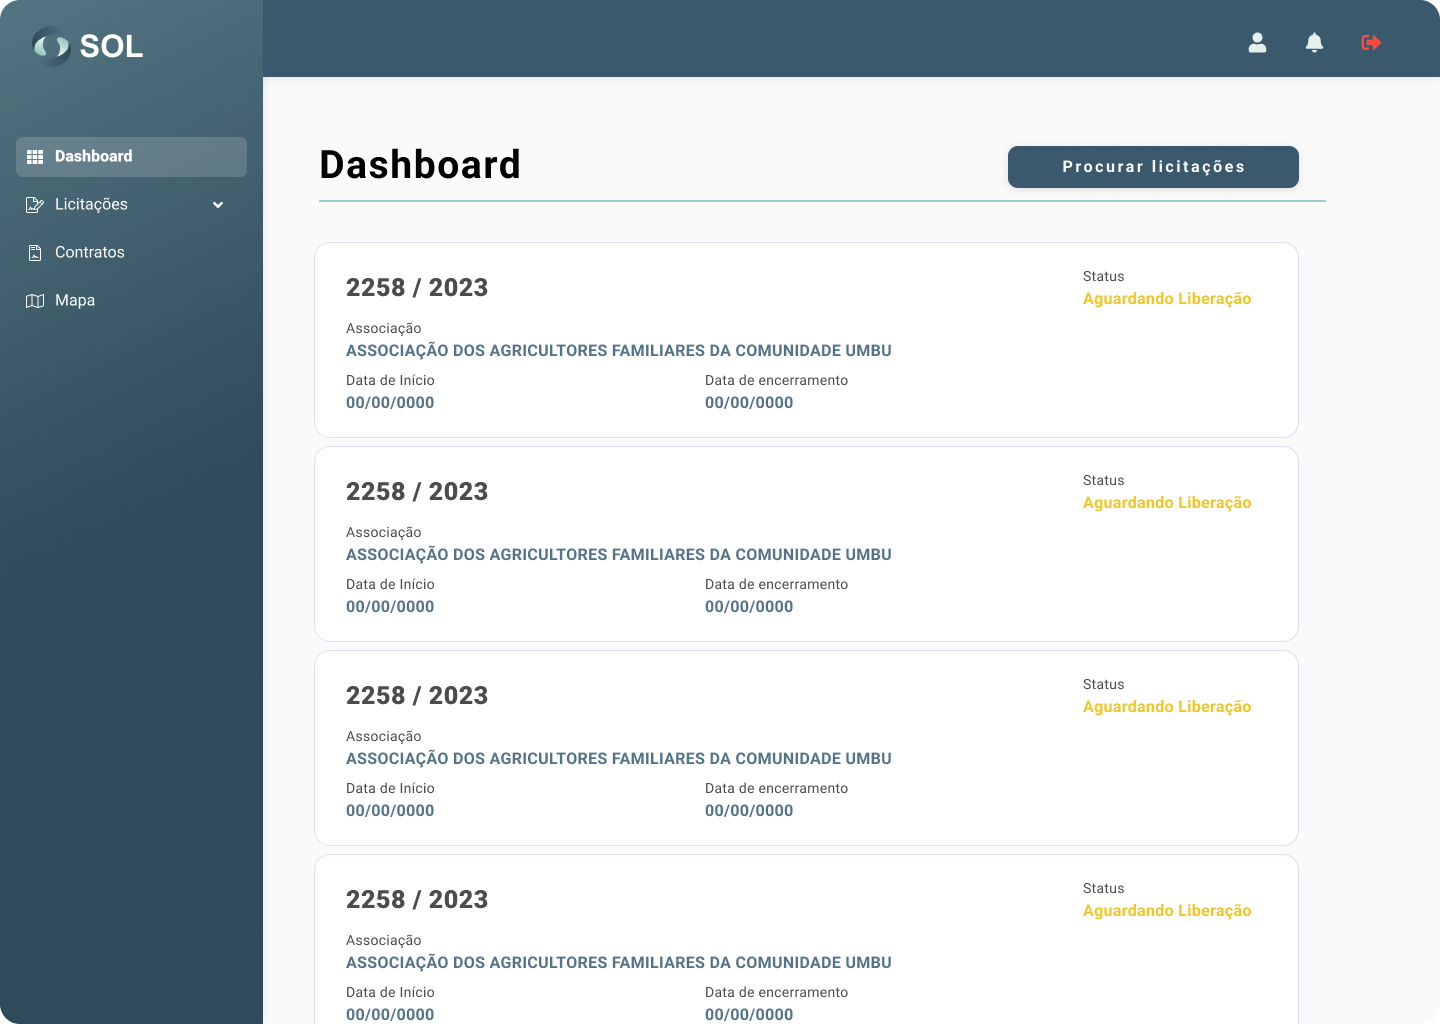 SOL
Dashboard
Licitações
Contratos
Mapa
Dashboard
Procurar licitações
2258 / 2023
Status
Aguardando Liberação
Associação
ASSOCIAÇÃO DOS AGRICULTORES FAMILIARES DA COMUNIDADE UMBU
Data de Início
Data de encerramento
00/00/0000
00/00/0000
2258 / 2023
Status
Aguardando Liberação
Associação
ASSOCIAÇÃO DOS AGRICULTORES FAMILIARES DA COMUNIDADE UMBU
Data de Início
Data de encerramento
00/00/0000
00/00/0000
2258 / 2023
Status
Aguardando Liberação
Associação
ASSOCIAÇÃO DOS AGRICULTORES FAMILIARES DA COMUNIDADE UMBU
Data de Início
Data de encerramento
00/00/0000
00/00/0000
2258 / 2023
Status
Aguardando Liberação
Associação
ASSOCIAÇÃO DOS AGRICULTORES FAMILIARES DA COMUNIDADE UMBU
Data de Início
Data de encerramento
00/00/0000
00/00/0000